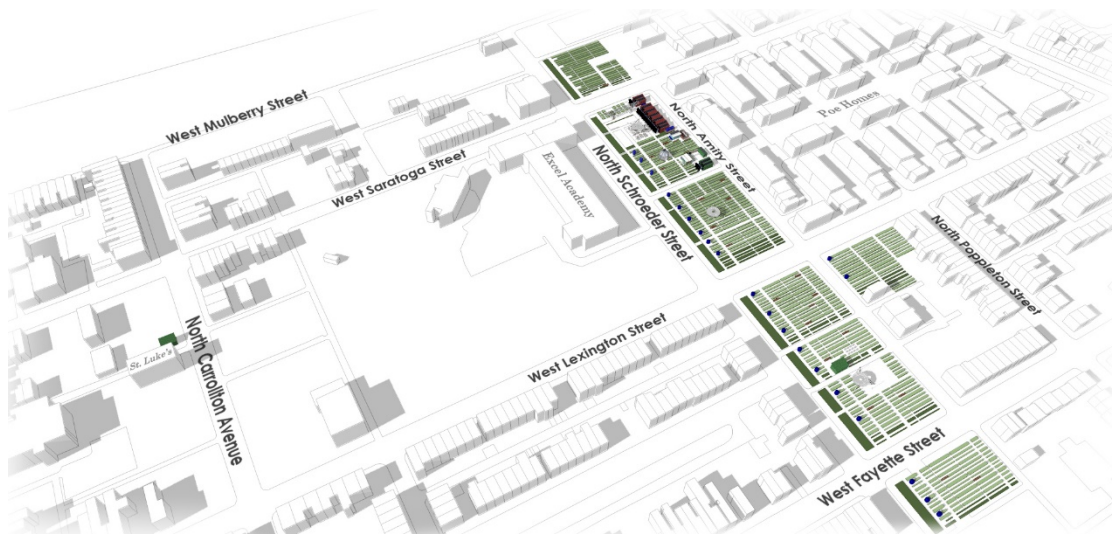 West Mulberry Street
West Saratoga Street
Excel Academy
North Schroeder Street
North Amity Street
Poe Homes
North Poppleton Street
St. Luke's
North Carrollton Avenue
West Lexington Street
West Fayette Street